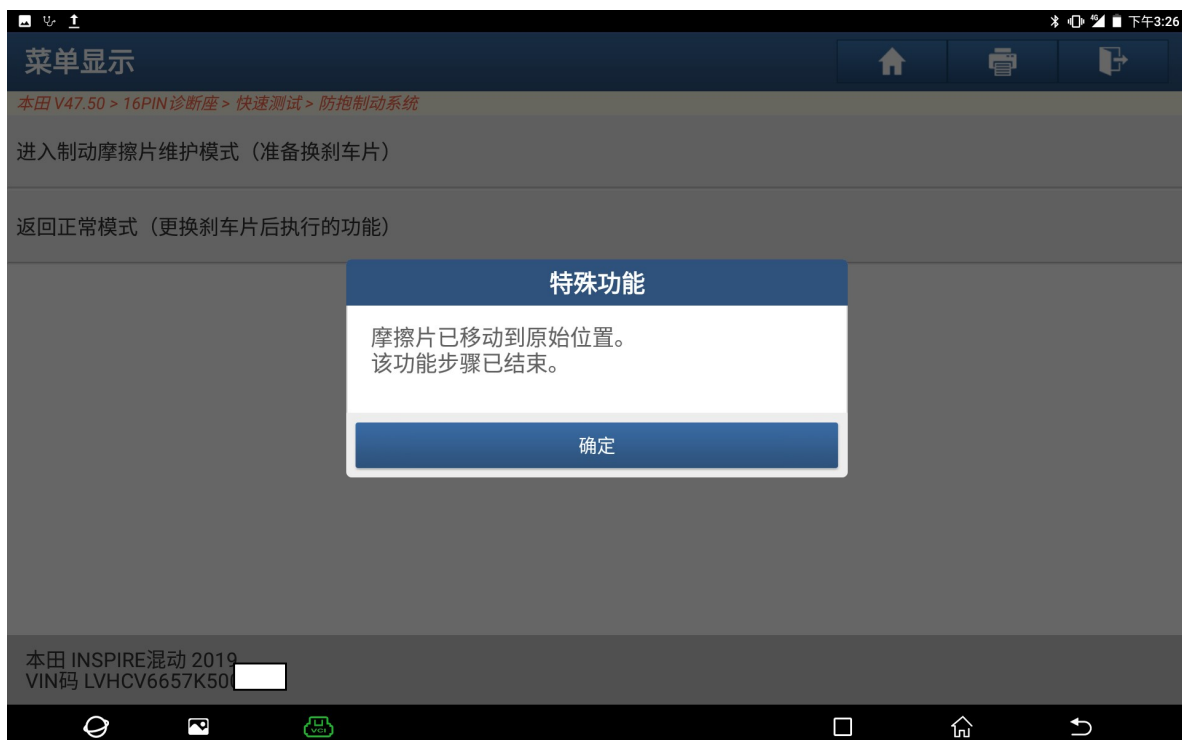 4G 下午3:26
菜单显示
本田 V47.50 > 16PIN诊断座 > 快速测试 > 防抱制动系统
进入制动摩擦片维护模式（准备换刹车片）
返回正常模式（更换刹车片后执行的功能）
特殊功能
摩擦片已移动到原始位置。
该功能步骤已结束。
确定
本田 INSPIRE混动 2019
VIN码 LVHCV6657K50
VCI